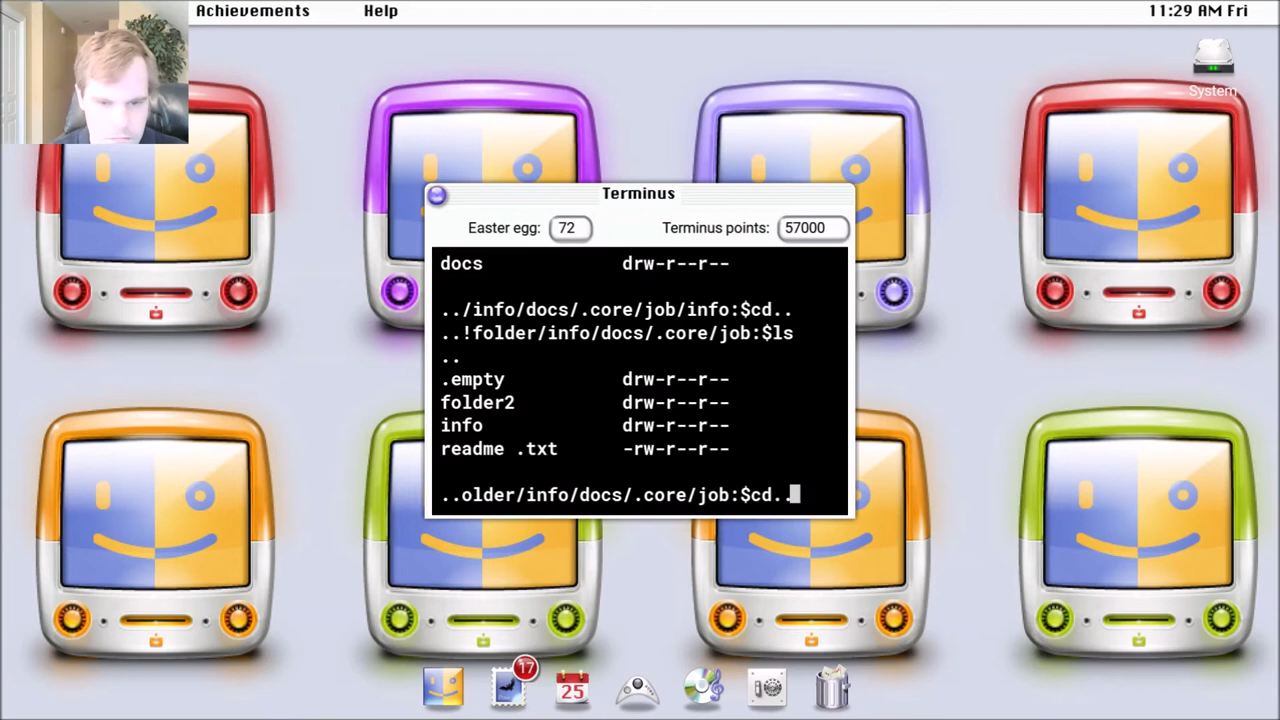 Achievements Help 11:29 AM Fri
System
Terminus
Easter egg: 72 Terminus points: 57000
docs drw-r--r--
../info/docs/.core/job/info:$cd..
..!folder/info/docs/.core/job:$ls
..
.empty drw-r--r--
folder2 drw-r--r--
info drw-r--r--
readme .txt -rw-r--r--
..older/info/docs/.core/job:$cd..
17
25